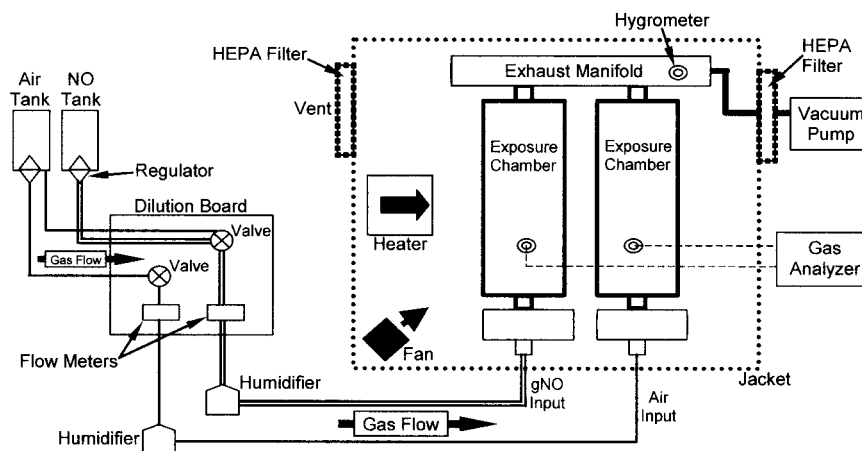 Hygrometer
HEPA Filter
HEPA
Filter
Exhaust Manifold
Air
Tank
NO
Tank
Vent
Vacuum
Pump
Exposure
Chamber
Exposure
Chamber
Regulator
Dilution Board
Valve
Heater
Gas Flow
Valve
Gas
Analyzer
Flow Meters
Fan
Jacket
Humidifier
gNO
Input
Air
Input
Gas Flow
Humidifier